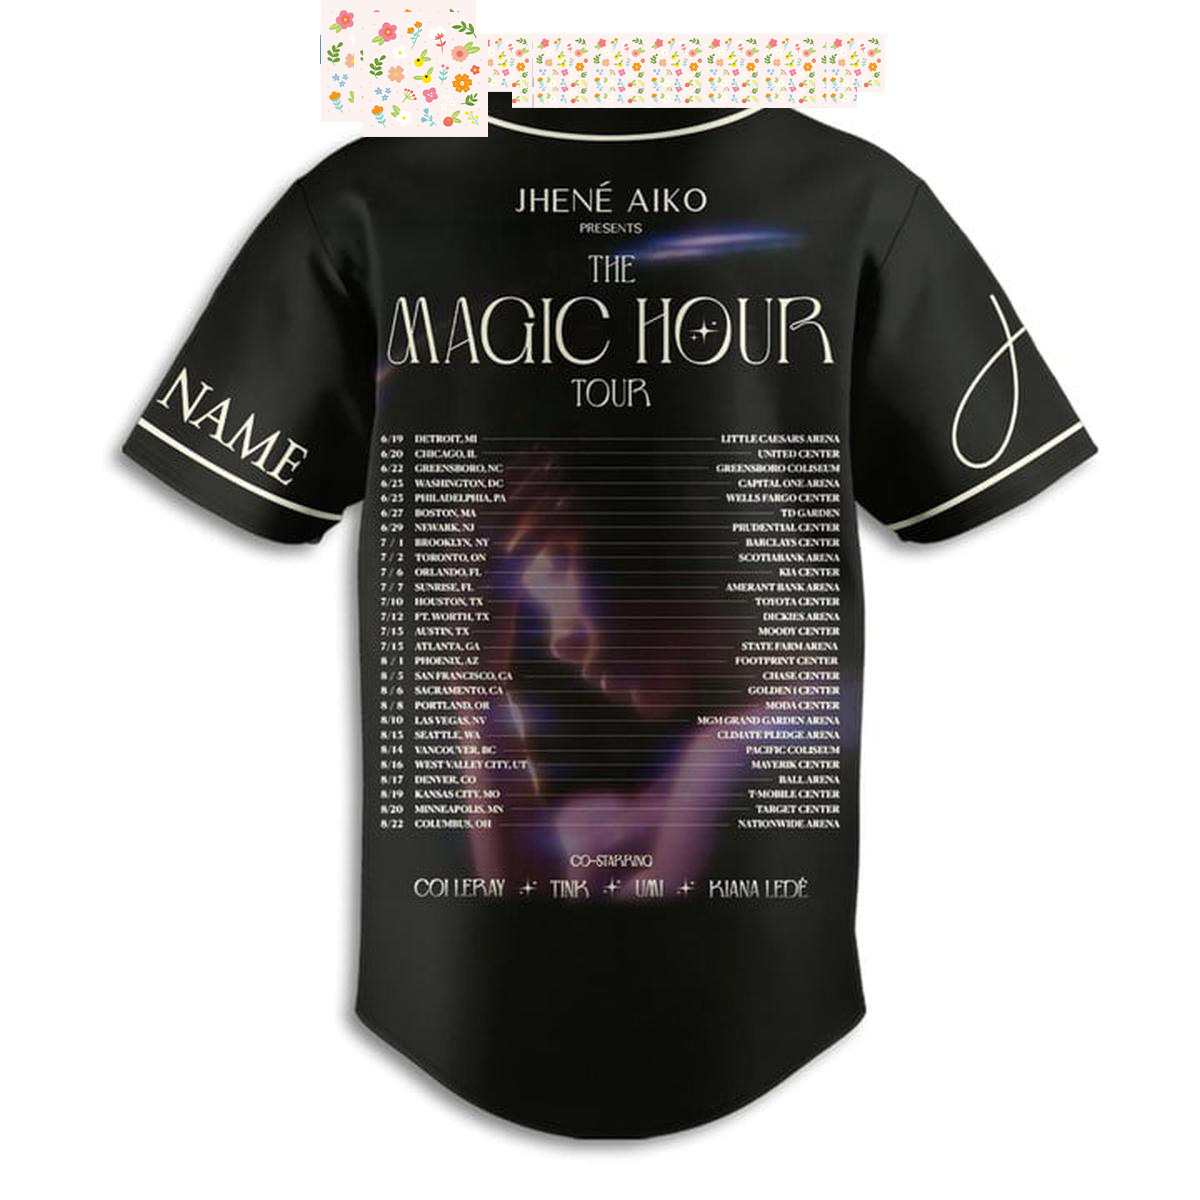 JHENÉ AIKO
PRESENTS
THE
MAGIC HOUR
TOUR
NAME
J
6/19 DETROIT, MI LITTLE CAESARS ARENA
6/20 CHICAGO, IL UNITED CENTER
6/22 GREENSBORO, NC GREENSBORO COLISEUM
6/25 WASHINGTON, DC CAPITAL ONE ARENA
6/25 PHILADELPHIA, PA WELLS FARGO CENTER
6/27 BOSTON, MA TD GARDEN
6/29 NEWARK, NJ PRUDENTIAL CENTER
7 / 1 BROOKLYN, NY BARCLAYS CENTER
7 / 2 TORONTO, ON SCOTIABANK ARENA
7 / 6 ORLANDO, FL KIA CENTER
7 / 7 SUNRISE, FL AMERANT BANK ARENA
7/10 HOUSTON, TX TOYOTA CENTER
7/12 FT. WORTH, TX DICKIES ARENA
7/13 AUSTIN, TX MOODY CENTER
7/15 ATLANTA, GA STATE FARM ARENA
8 / 1 PHOENIX, AZ FOOTPRINT CENTER
8 / 3 SAN FRANCISCO, CA CHASE CENTER
8 / 6 SACRAMENTO, CA GOLDEN 1 CENTER
8 / 8 PORTLAND, OR MODA CENTER
8/10 LAS VEGAS, NV MGM GRAND GARDEN ARENA
8/13 SEATTLE, WA CLIMATE PLEDGE ARENA
8/14 VANCOUVER, BC PACIFIC COLISEUM
8/16 WEST VALLEY CITY, UT MAVERIK CENTER
8/17 DENVER, CO BALL ARENA
8/19 KANSAS CITY, MO T-MOBILE CENTER
8/20 MINNEAPOLIS, MN TARGET CENTER
8/22 COLUMBUS, OH NATIONWIDE ARENA
CO-STARRING
COI LERAY TINK UMI KIANA LEDÉ